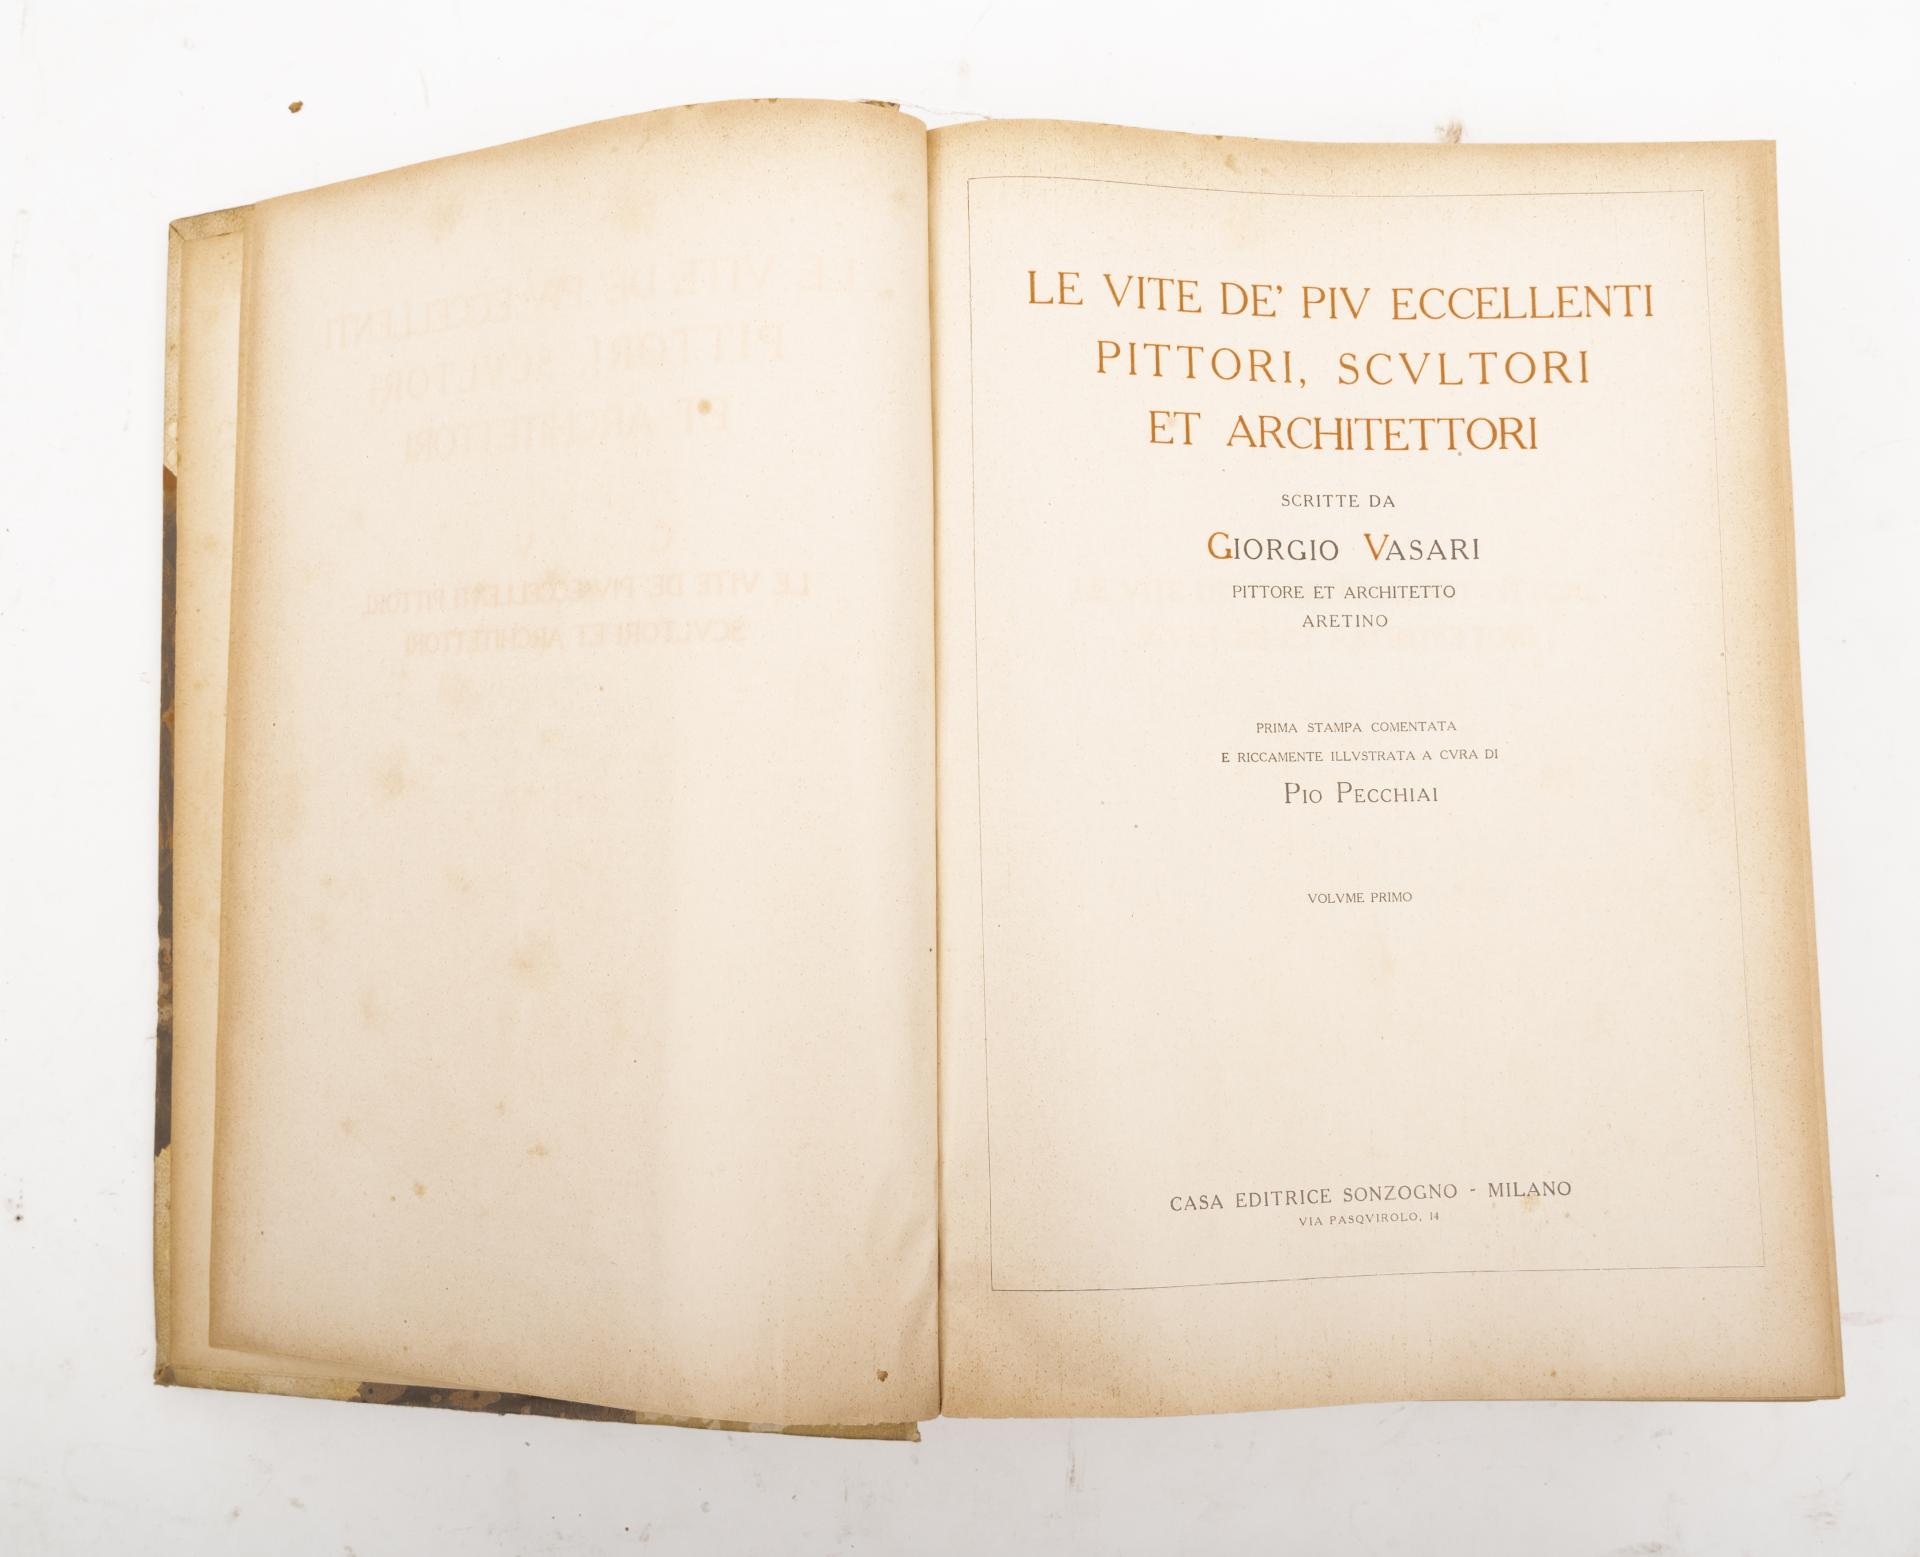 LE VITE DE' PIV ECCELLENTI
PITTORI, SCVLTORI
ET ARCHITETTORI
SCRITTE DA
GIORGIO VASARI
PITTORE ET ARCHITETTO
ARETINO
PRIMA STAMPA COMENTATA
E RICCAMENTE ILLVSTRATA A CVRA DI
PIO PECCHIAI
VOLVME PRIMO
CASA EDITRICE SONZOGNO - MILANO
VIA PASQVIROLO, 14